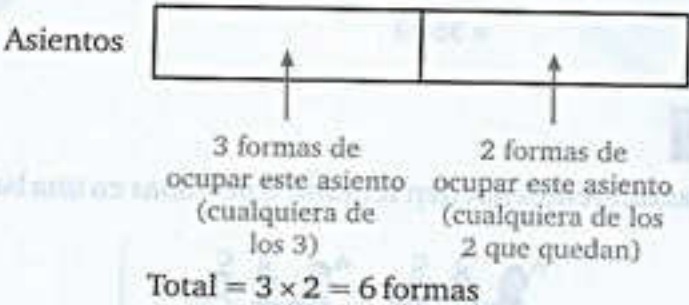 Asientos
3 formas de
ocupar este asiento
(cualquiera de
los 3)
2 formas de
ocupar este asiento
(cualquiera de los
2 que quedan)
Total = 3 × 2 = 6 formas